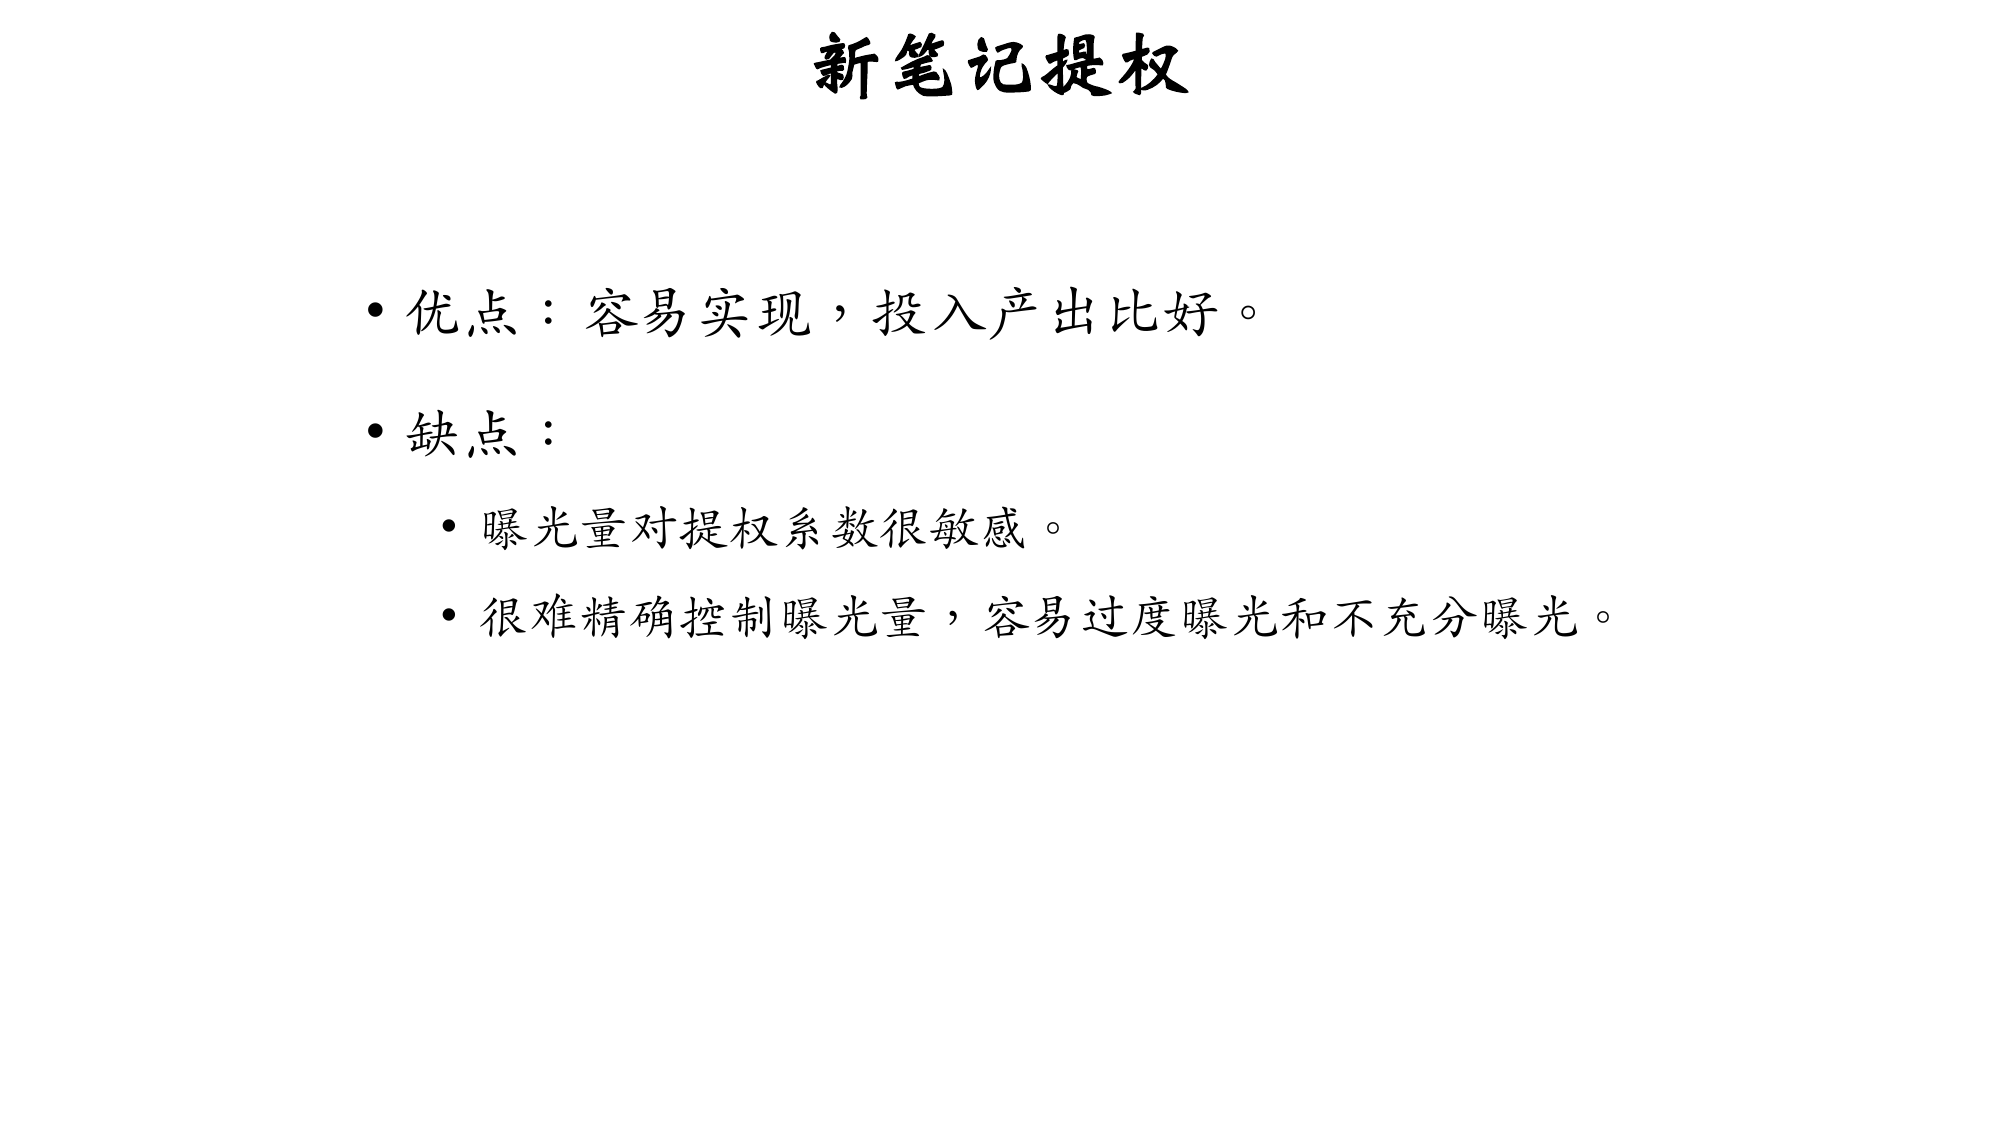 新笔记提权
• 优点：容易实现，投入产出比好。
• 缺点：
• 曝光量对提权系数很敏感。
• 很难精确控制曝光量，容易过度曝光和不充分曝光。